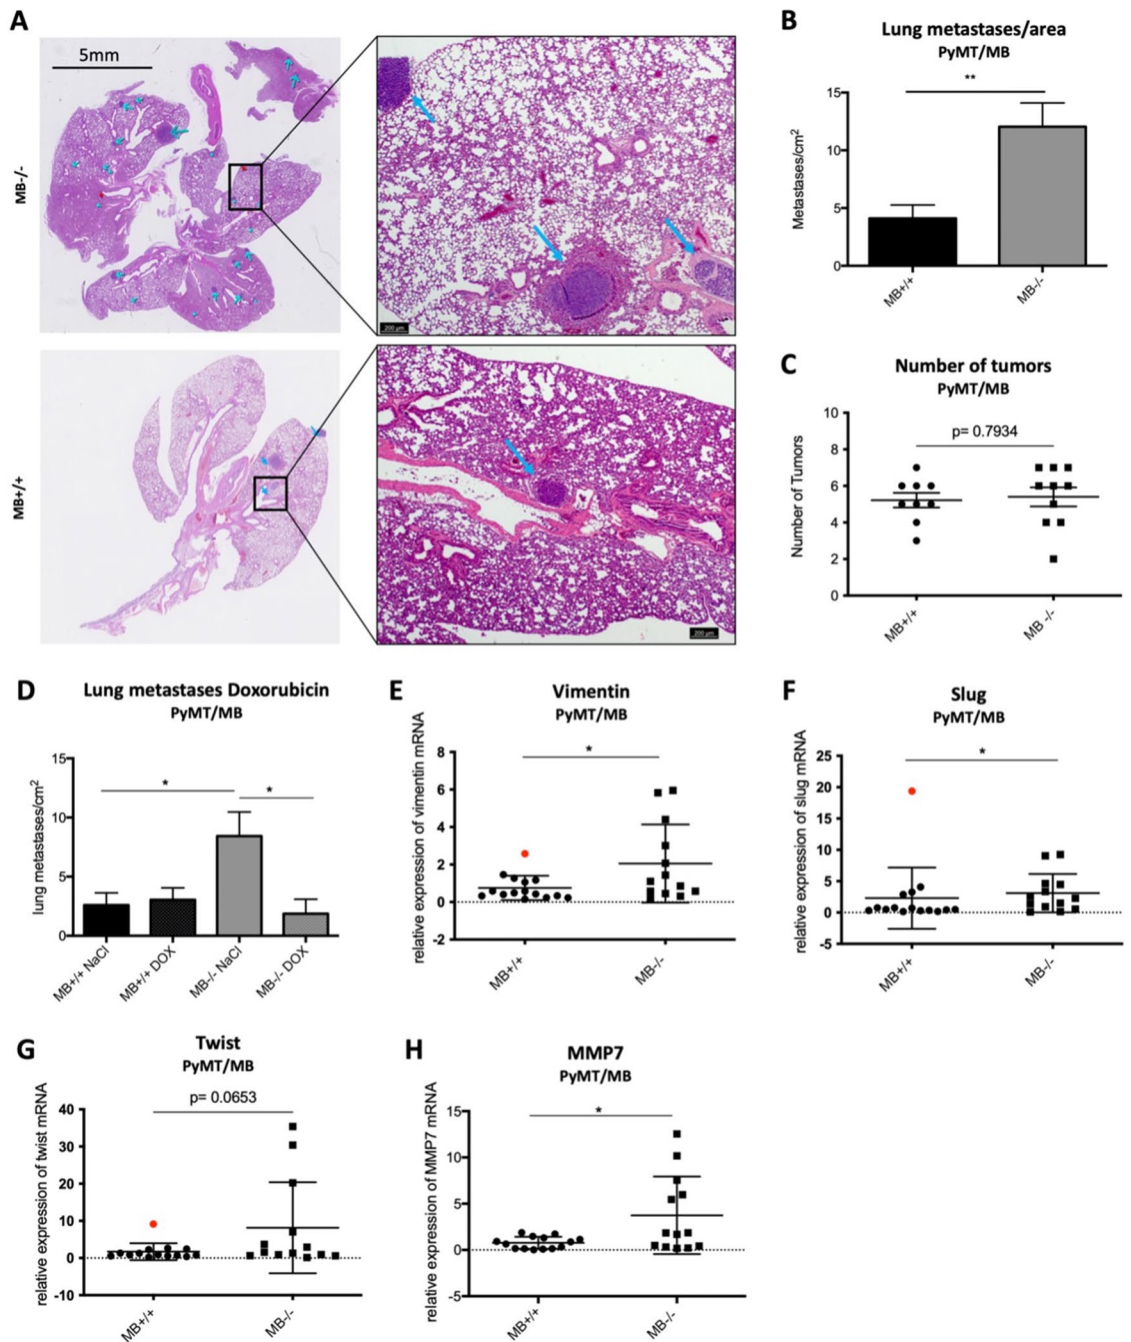 A
5mm
MB-/-
200 µm
MB+/+
200 µm
B
Lung metastases/area
PyMT/MB
**
15
10
5
0
Metastases/cm2
MB+/+
MB-/-
C
Number of tumors
PyMT/MB
p= 0.7934
10
8
6
4
2
0
Number of Tumors
MB+/+
MB -/-
D
Lung metastases Doxorubicin
PyMT/MB
*
*
15
10
5
0
lung metastases/cm2
MB+/+ NaCl
MB+/+ DOX
MB-/- NaCl
MB-/- DOX
E
Vimentin
PyMT/MB
*
8
6
4
2
0
-2
relative expression of vimentin mRNA
MB+/+
MB-/-
F
Slug
PyMT/MB
*
25
20
15
10
5
0
-5
relative expression of slug mRNA
MB+/+
MB-/-
G
Twist
PyMT/MB
p= 0.0653
40
30
20
10
0
-10
relative expression of twist mRNA
MB+/+
MB-/-
H
MMP7
PyMT/MB
*
15
10
5
0
-5
relative expression of MMP7 mRNA
MB+/+
MB-/-